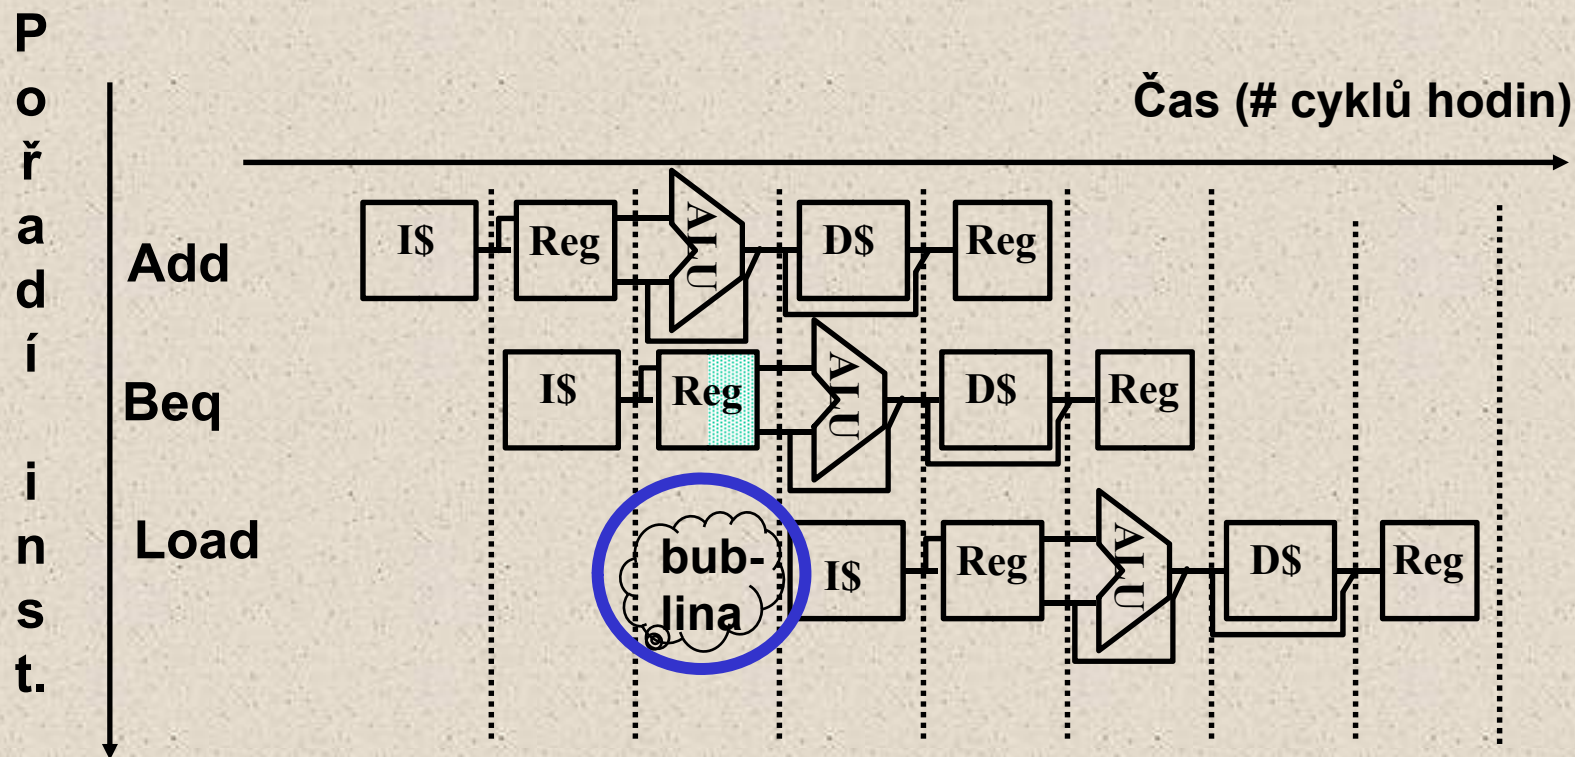 Pořadí inst.
Čas (# cyklů hodin)
Add
I$ Reg ALU D$ Reg
Beq
I$ Reg ALU D$ Reg
Load
bub-
lina
I$ Reg ALU D$ Reg